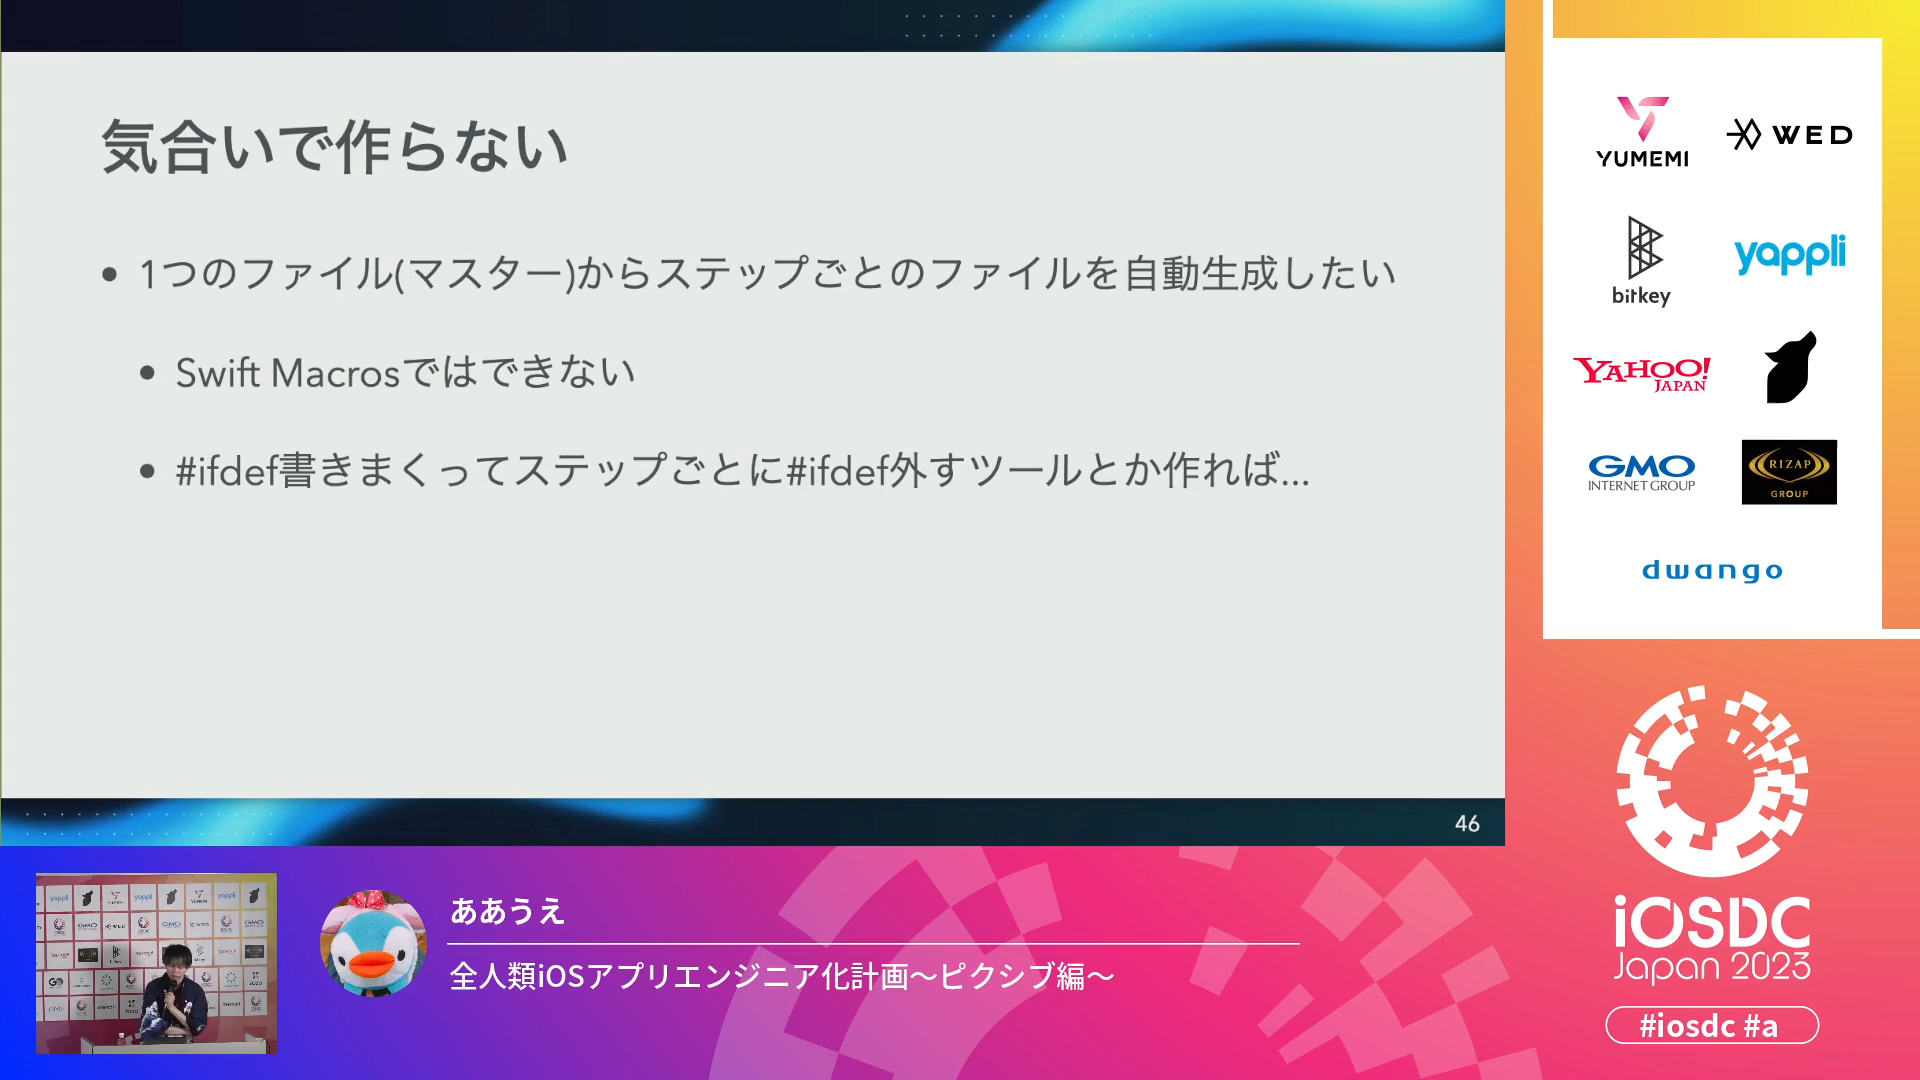 気合いで作らない
• 1つのファイル(マスター)からステップごとのファイルを自動生成したい
• Swift Macrosではできない
• #ifdef書きまくってステップごとに#ifdef外すツールとか作れば...
46
YUMEMI
WED
bitkey
yappli
YAHOO!
JAPAN
GMO
INTERNET GROUP
RIZAP
GROUP
dwango
iOSDC
Japan 2023
#iosdc #a
ああうえ
全人類iOSアプリエンジニア化計画〜ピクシブ編〜